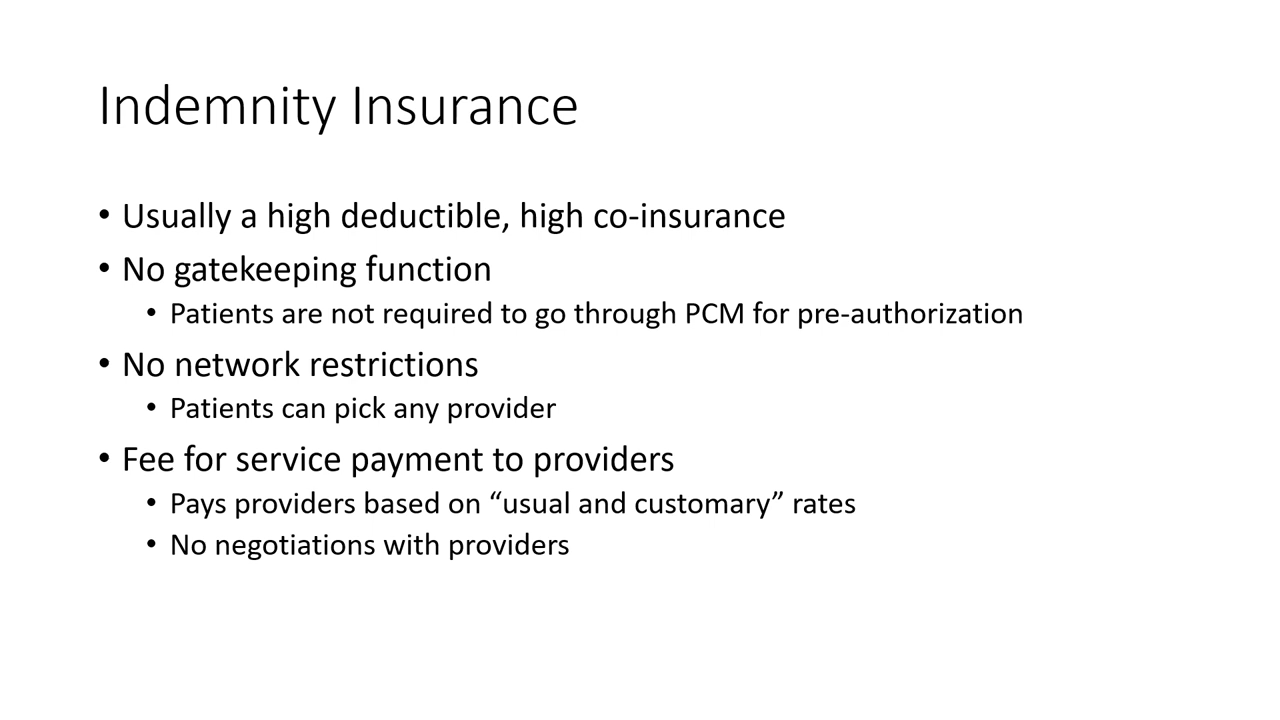 Indemnity Insurance
• Usually a high deductible, high co-insurance
• No gatekeeping function
• Patients are not required to go through PCM for pre-authorization
• No network restrictions
• Patients can pick any provider
• Fee for service payment to providers
• Pays providers based on “usual and customary” rates
• No negotiations with providers